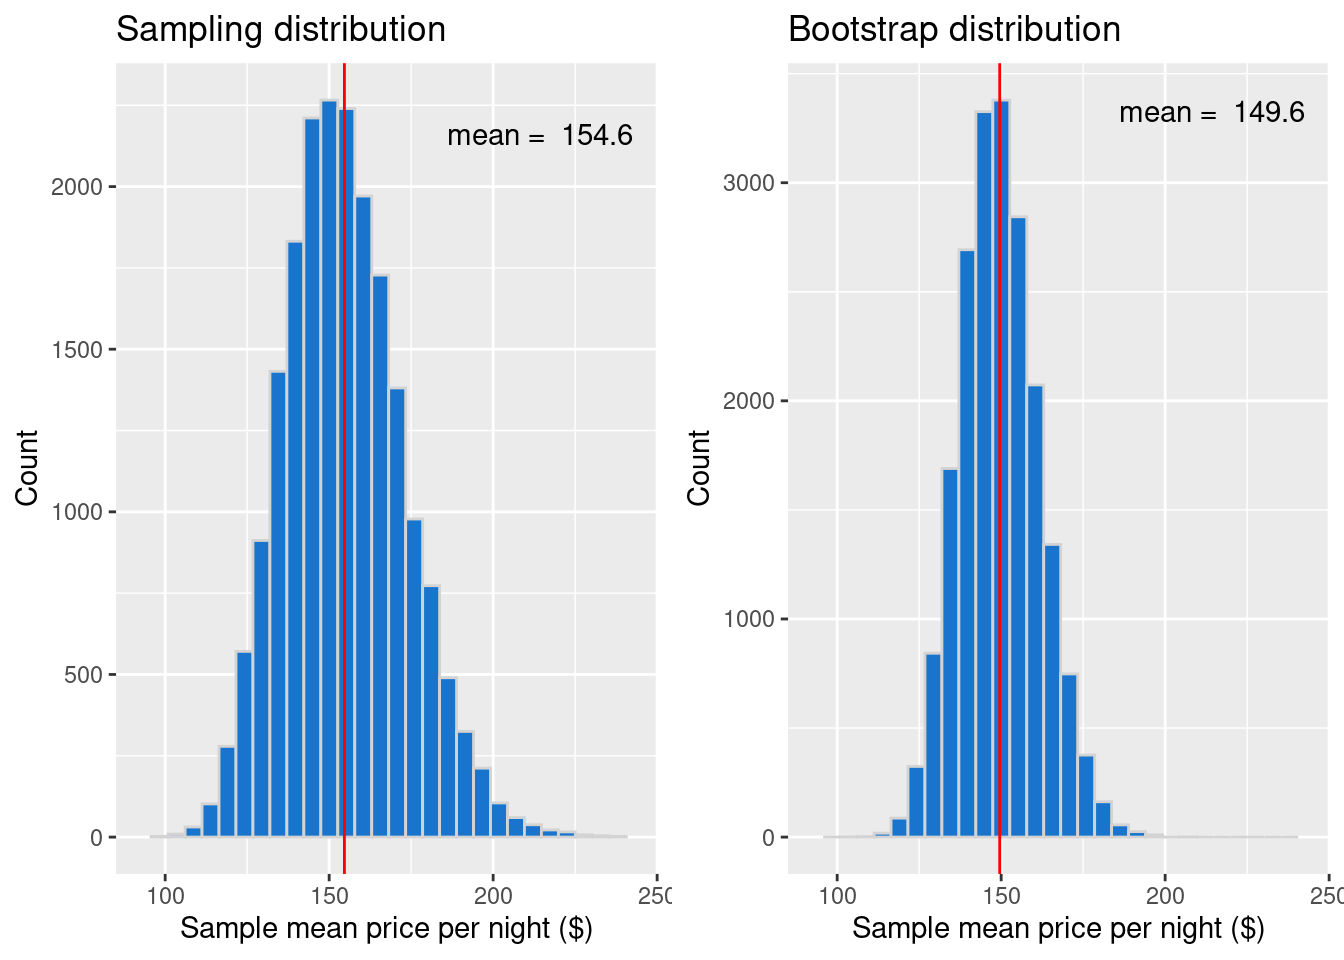 Sampling distribution
mean = 154.6
2000
1500
1000
500
0
Count
100
150
200
250
Sample mean price per night ($)
Bootstrap distribution
mean = 149.6
3000
2000
1000
0
Count
100
150
200
250
Sample mean price per night ($)